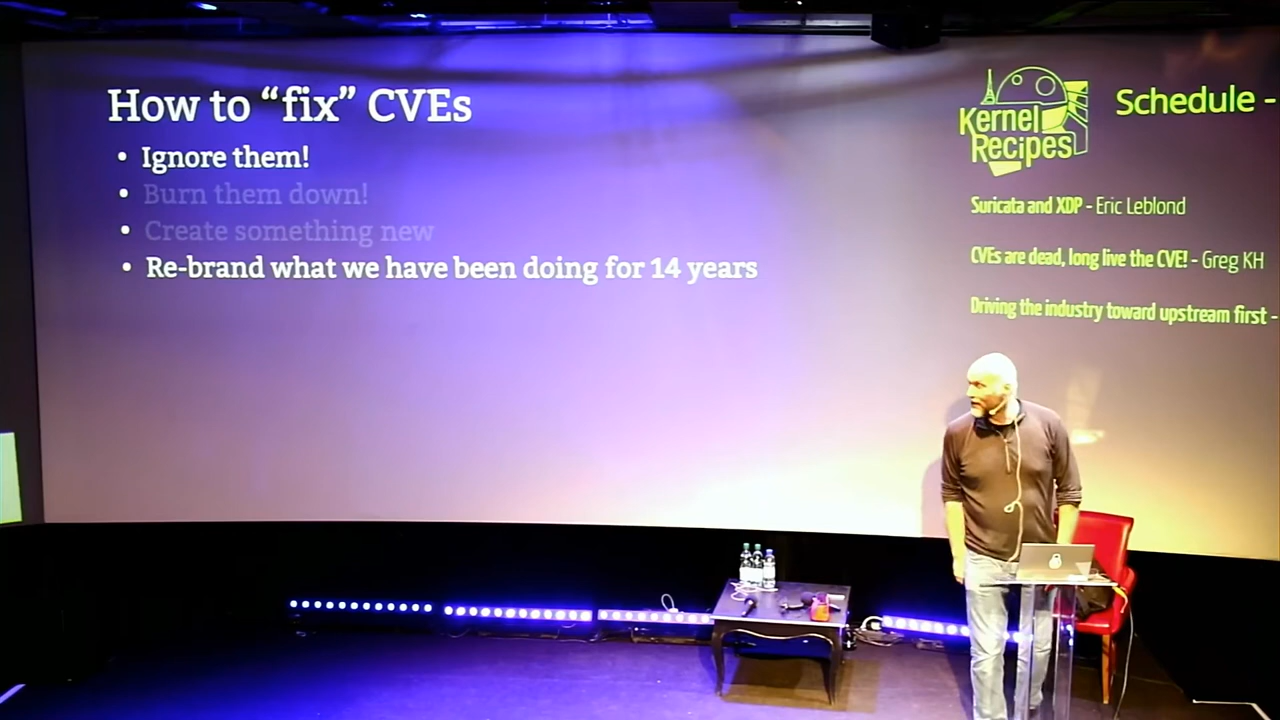 How to “fix” CVEs
• Ignore them!
• Burn them down!
• Create something new
• Re-brand what we have been doing for 14 years
Kernel
Recipes
Schedule -
Suricata and XDP - Eric Leblond
CVEs are dead, long live the CVE! - Greg KH
Driving the industry toward upstream first -